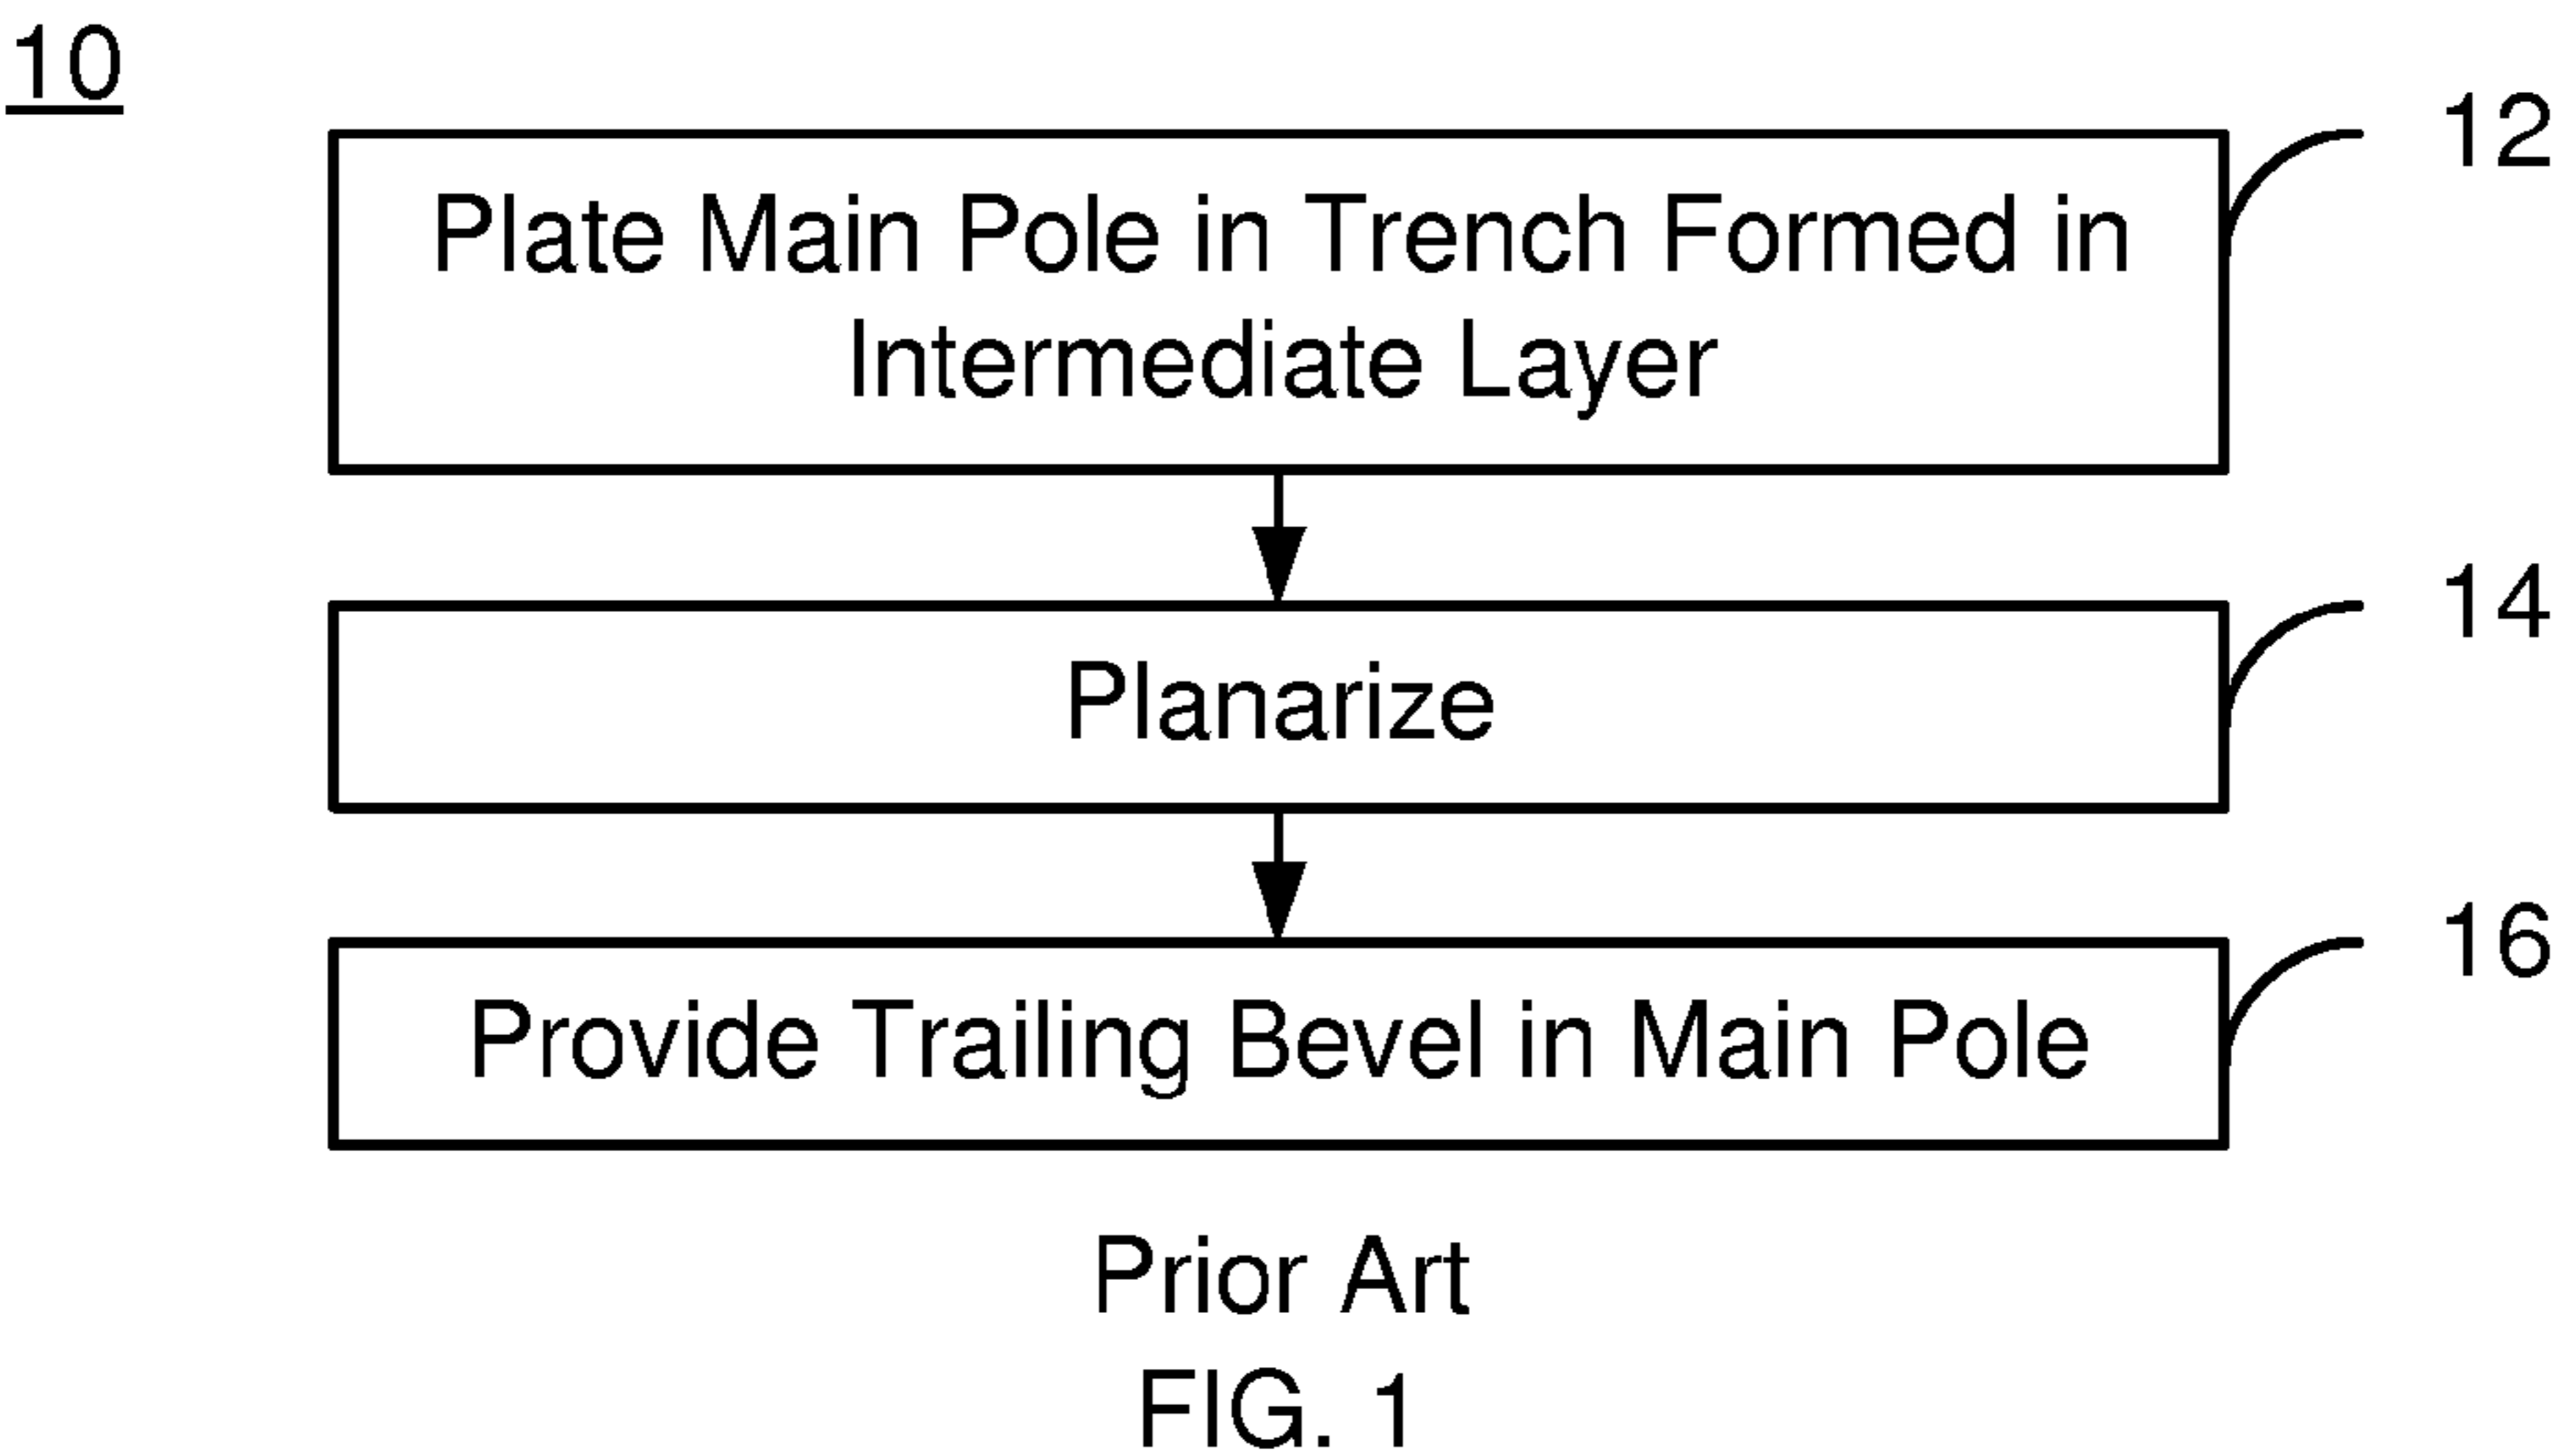 10
12
Plate Main Pole in Trench Formed in
Intermediate Layer
14
Planarize
16
Provide Trailing Bevel in Main Pole
Prior Art
FIG. 1